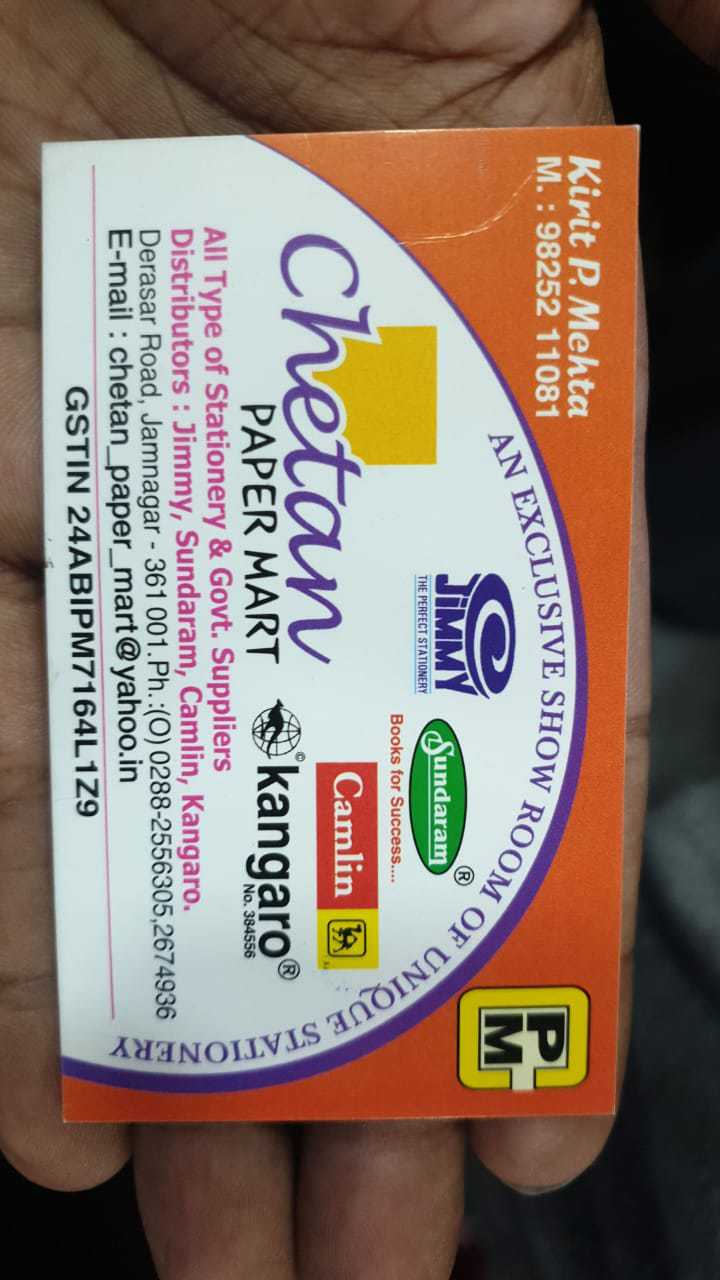 Kirit P. Mehta
M. : 98252 11081
PM
AN EXCLUSIVE SHOW ROOM OF UNIQUE STATIONERY
JIMMY
THE PERFECT STATIONERY
Sundaram®
Books for Success....
Chetan
PAPER MART
Camlin
© kangaro®
No. 384556
All Type of Stationery & Govt. Suppliers
Distributors : Jimmy, Sundaram, Camlin, Kangaro.
Derasar Road, Jamnagar - 361 001.Ph.:(O) 0288-2556305,2674936
E-mail : chetan_paper_mart@yahoo.in
GSTIN 24ABIPM7164L1Z9